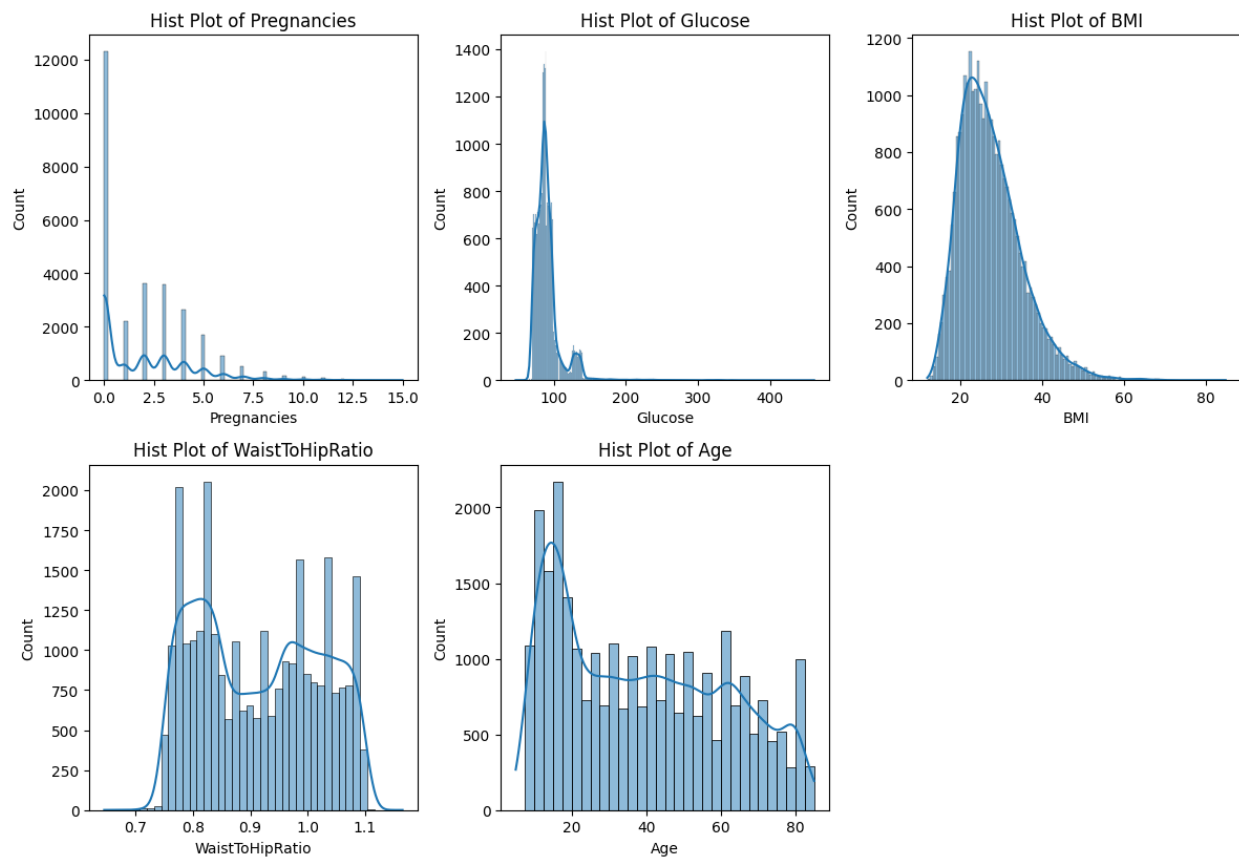 Hist Plot of Pregnancies
12000
10000
8000
6000
4000
2000
0
Count
0.0 2.5 5.0 7.5 10.0 12.5 15.0
Pregnancies
Hist Plot of Glucose
1400
1200
1000
800
600
400
200
0
Count
100 200 300 400
Glucose
Hist Plot of BMI
1200
1000
800
600
400
200
0
Count
20 40 60 80
BMI
Hist Plot of WaistToHipRatio
2000
1750
1500
1250
1000
750
500
250
0
Count
0.7 0.8 0.9 1.0 1.1
WaistToHipRatio
Hist Plot of Age
2000
1500
1000
500
0
Count
20 40 60 80
Age